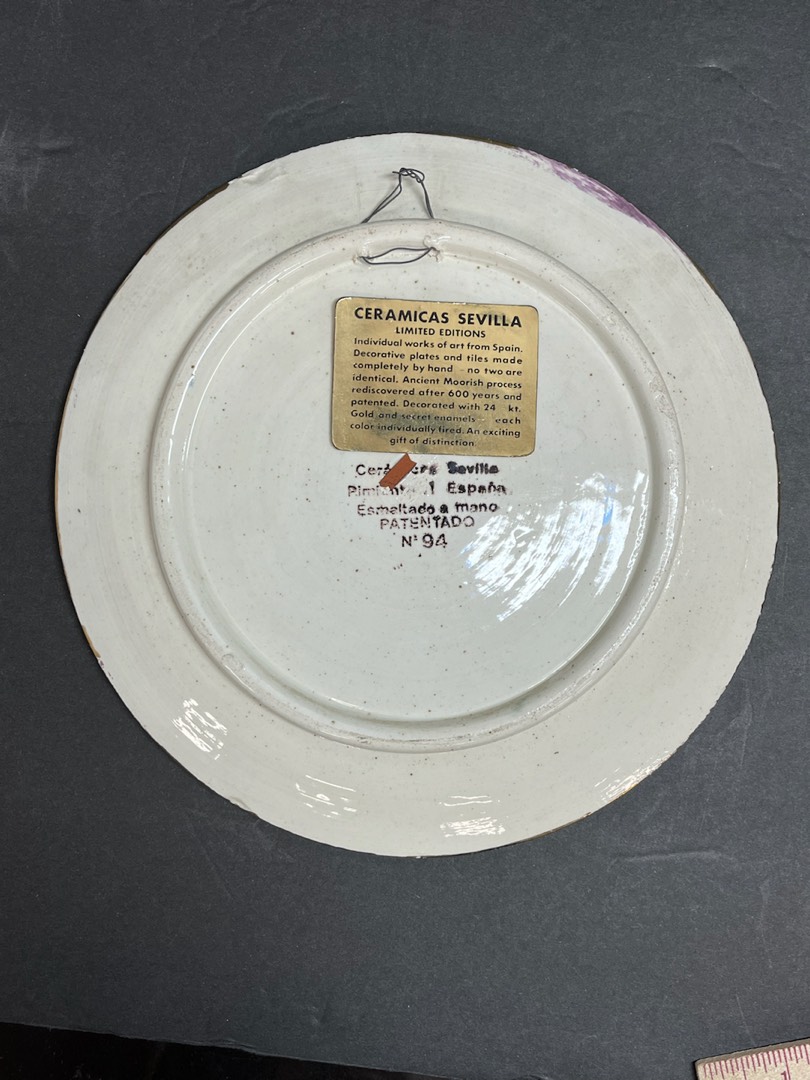 CERAMICAS SEVILLA
LIMITED EDITIONS
Individual works of art from Spain.
Decorative plates and tiles made
completely by hand - no two are
identical. Ancient Moorish process
rediscovered after 600 years and
patented. Decorated with 24 kt.
Gold and secret enamels - each
color individually fired. An exciting
gift of distinction.
Sevilla
España
Esmaltado a mano
PATENTADO
Nº 94
1